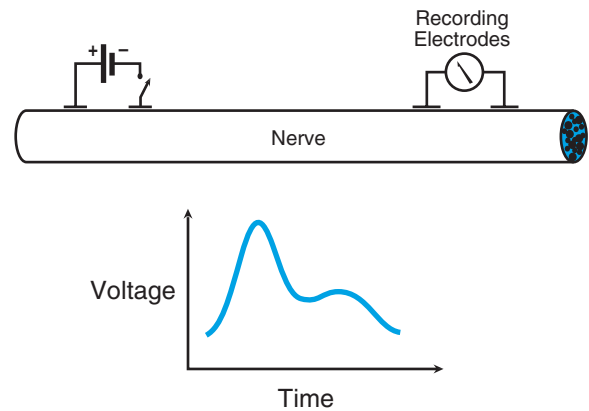 Recording
Electrodes
+ −
Nerve
Voltage
Time